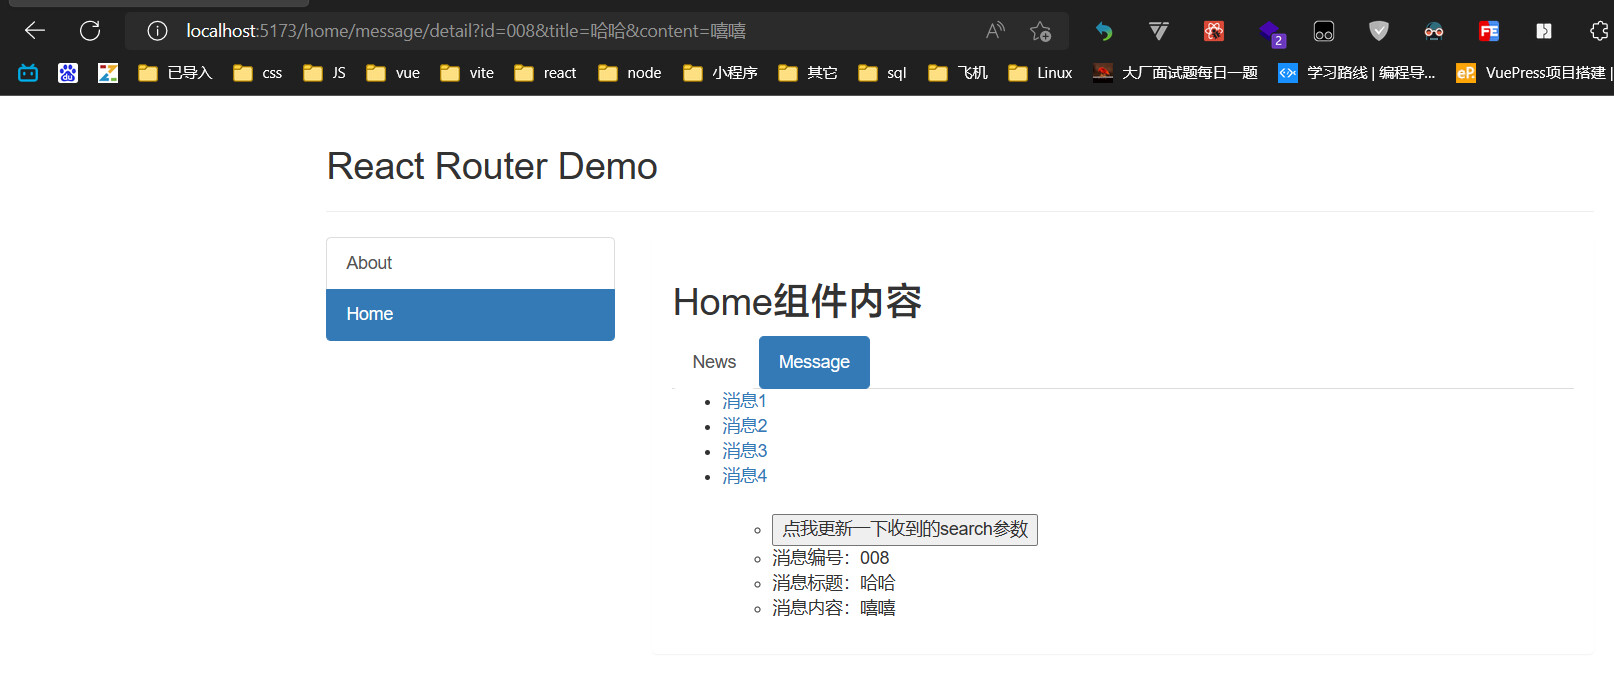 localhost:5173/home/message/detail?id=008&title=哈哈&content=嘻嘻
2
已导入 css JS vue vite react node 小程序 其它 sql 飞机 Linux 大厂面试题每日一题 学习路线 | 编程导... VuePress项目搭建 |
React Router Demo
About
Home
Home组件内容
News Message
消息1
消息2
消息3
消息4
点我更新一下收到的search参数
消息编号：008
消息标题：哈哈
消息内容：嘻嘻